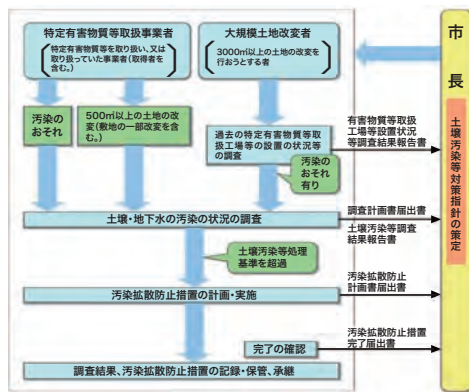 特定有害物質等取扱事業者
特定有害物質等を取り扱い、又は
取り扱っていた事業者（取得者を
含む。）
大規模土地改変者
3000㎡以上の土地の改変を
行おうとする者
汚染の
おそれ
500㎡以上の土地の改
変（敷地の一部改変を含
む。）
過去の特定有害物質等取
扱工場等の設置の状況等
の調査
汚染の
おそれ
有り
土壌・地下水の汚染の状況の調査
土壌汚染等処理
基準を超過
汚染拡散防止措置の計画・実施
完了の確認
調査結果、汚染拡散防止措置の記録・保管、承継
有害物質等取扱
工場等設置状況
等調査結果報告書
調査計画書届出書
土壌汚染等調査
結果報告書
汚染拡散防止
計画書届出書
汚染拡散防止措置
完了届出書
市長
土壌汚染等対策指針の策定